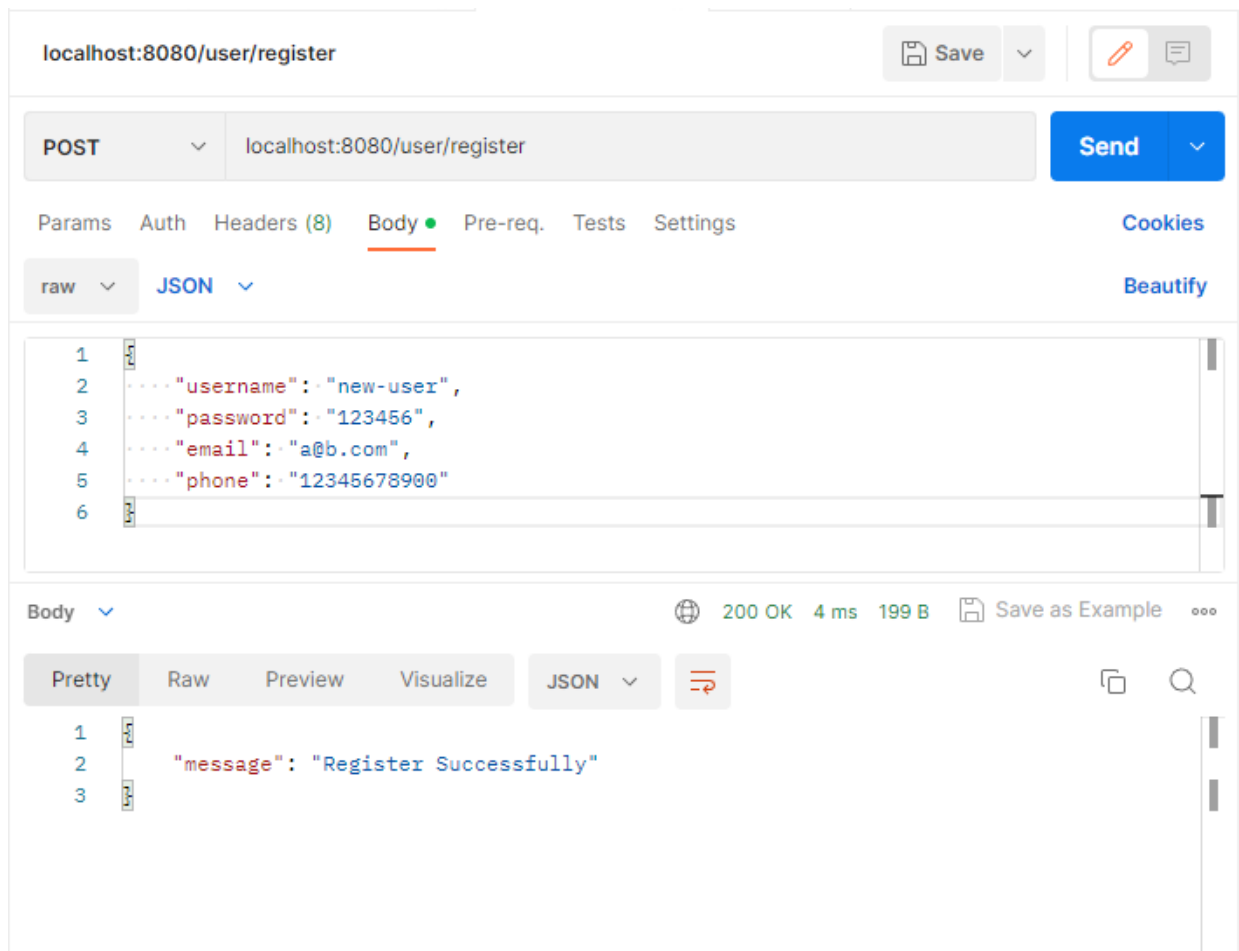 localhost:8080/user/register Save
POST localhost:8080/user/register Send
Params Auth Headers (8) Body Pre-req. Tests Settings Cookies
raw JSON Beautify
1 {
2 "username": "new-user",
3 "password": "123456",
4 "email": "a@b.com",
5 "phone": "12345678900"
6 }
Body 200 OK 4 ms 199 B Save as Example
Pretty Raw Preview Visualize JSON
1 {
2 "message": "Register Successfully"
3 }